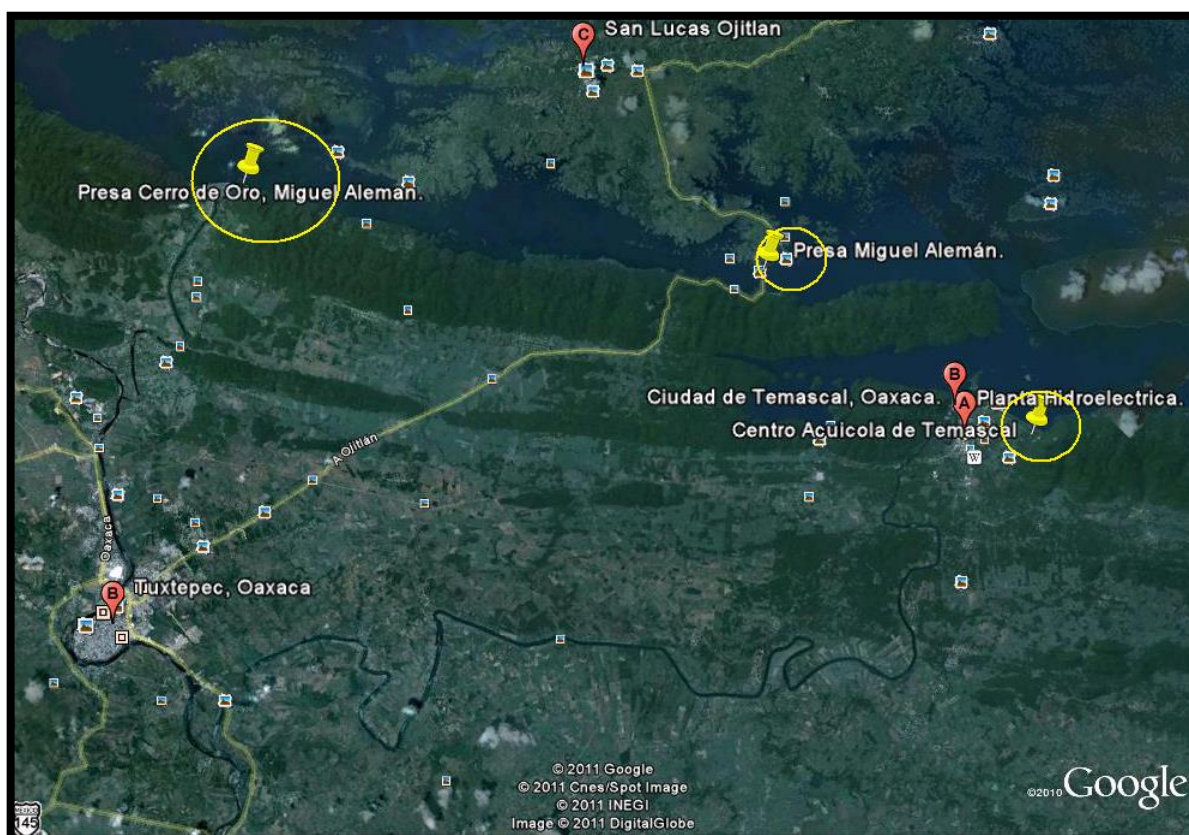 C
San Lucas Ojitlan
Presa Cerro de Oro, Miguel Alemán.
Presa Miguel Alemán.
B
Ciudad de Temascal, Oaxaca.
A
Planta Hidroelectrica.
Centro Acuicola de Temascal
W
A Ojitlán
Oaxaca
B
Tuxtepec, Oaxaca
© 2011 Google
© 2011 Cnes/Spot Image
© 2011 INEGI
Image © 2011 DigitalGlobe
©2010 Google
MEXICO
145